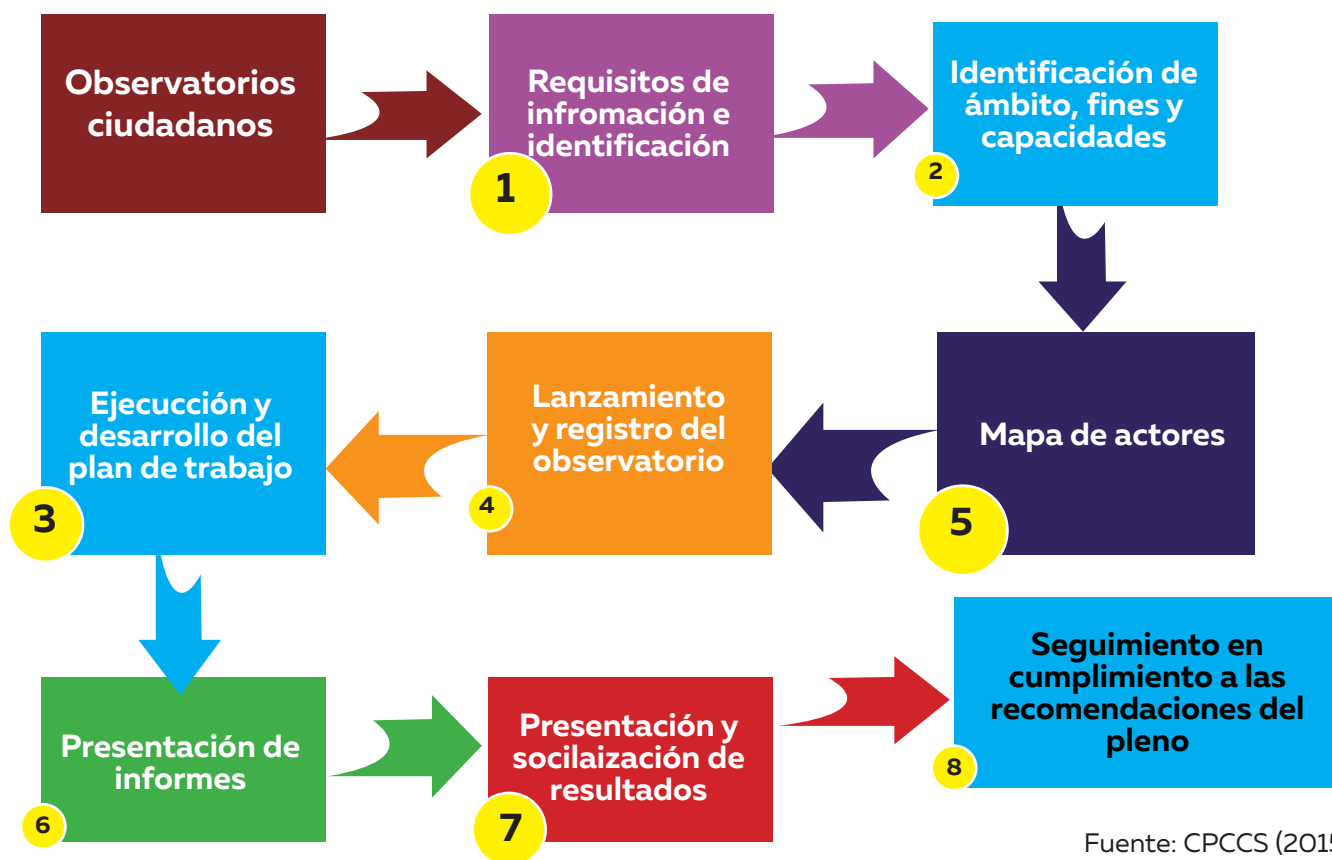 Observatorios
ciudadanos
Requisitos de
infromación e
identificación
1
Identificación de
ámbito, fines y
capacidades
2
Mapa de actores
5
Lanzamiento
y registro del
observatorio
4
Ejecucción y
desarrollo del
plan de trabajo
3
Presentación de
informes
6
Presentación y
socilaización de
resultados
7
Seguimiento en
cumplimiento a las
recomendaciones del
pleno
8
Fuente: CPCCS (2015